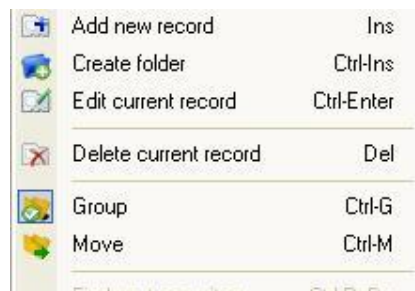 Add new record Ins
Create folder Ctrl-Ins
Edit current record Ctrl-Enter
Delete current record Del
Group Ctrl-G
Move Ctrl-M